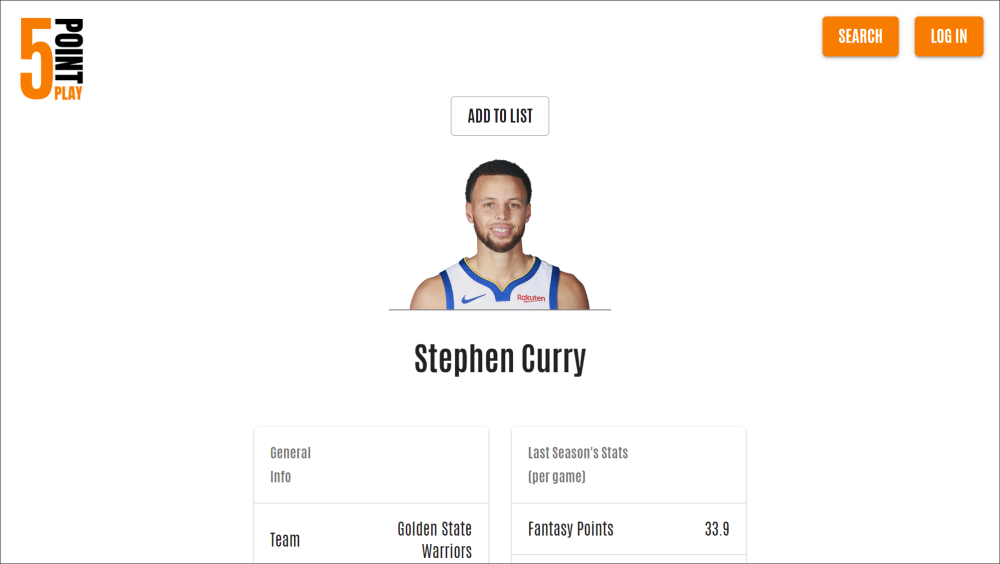 5 POINT PLAY
SEARCH
LOG IN
ADD TO LIST
Rakuten
Stephen Curry
General
Info
Team
Golden State
Warriors
Last Season's Stats
(per game)
Fantasy Points
33.9